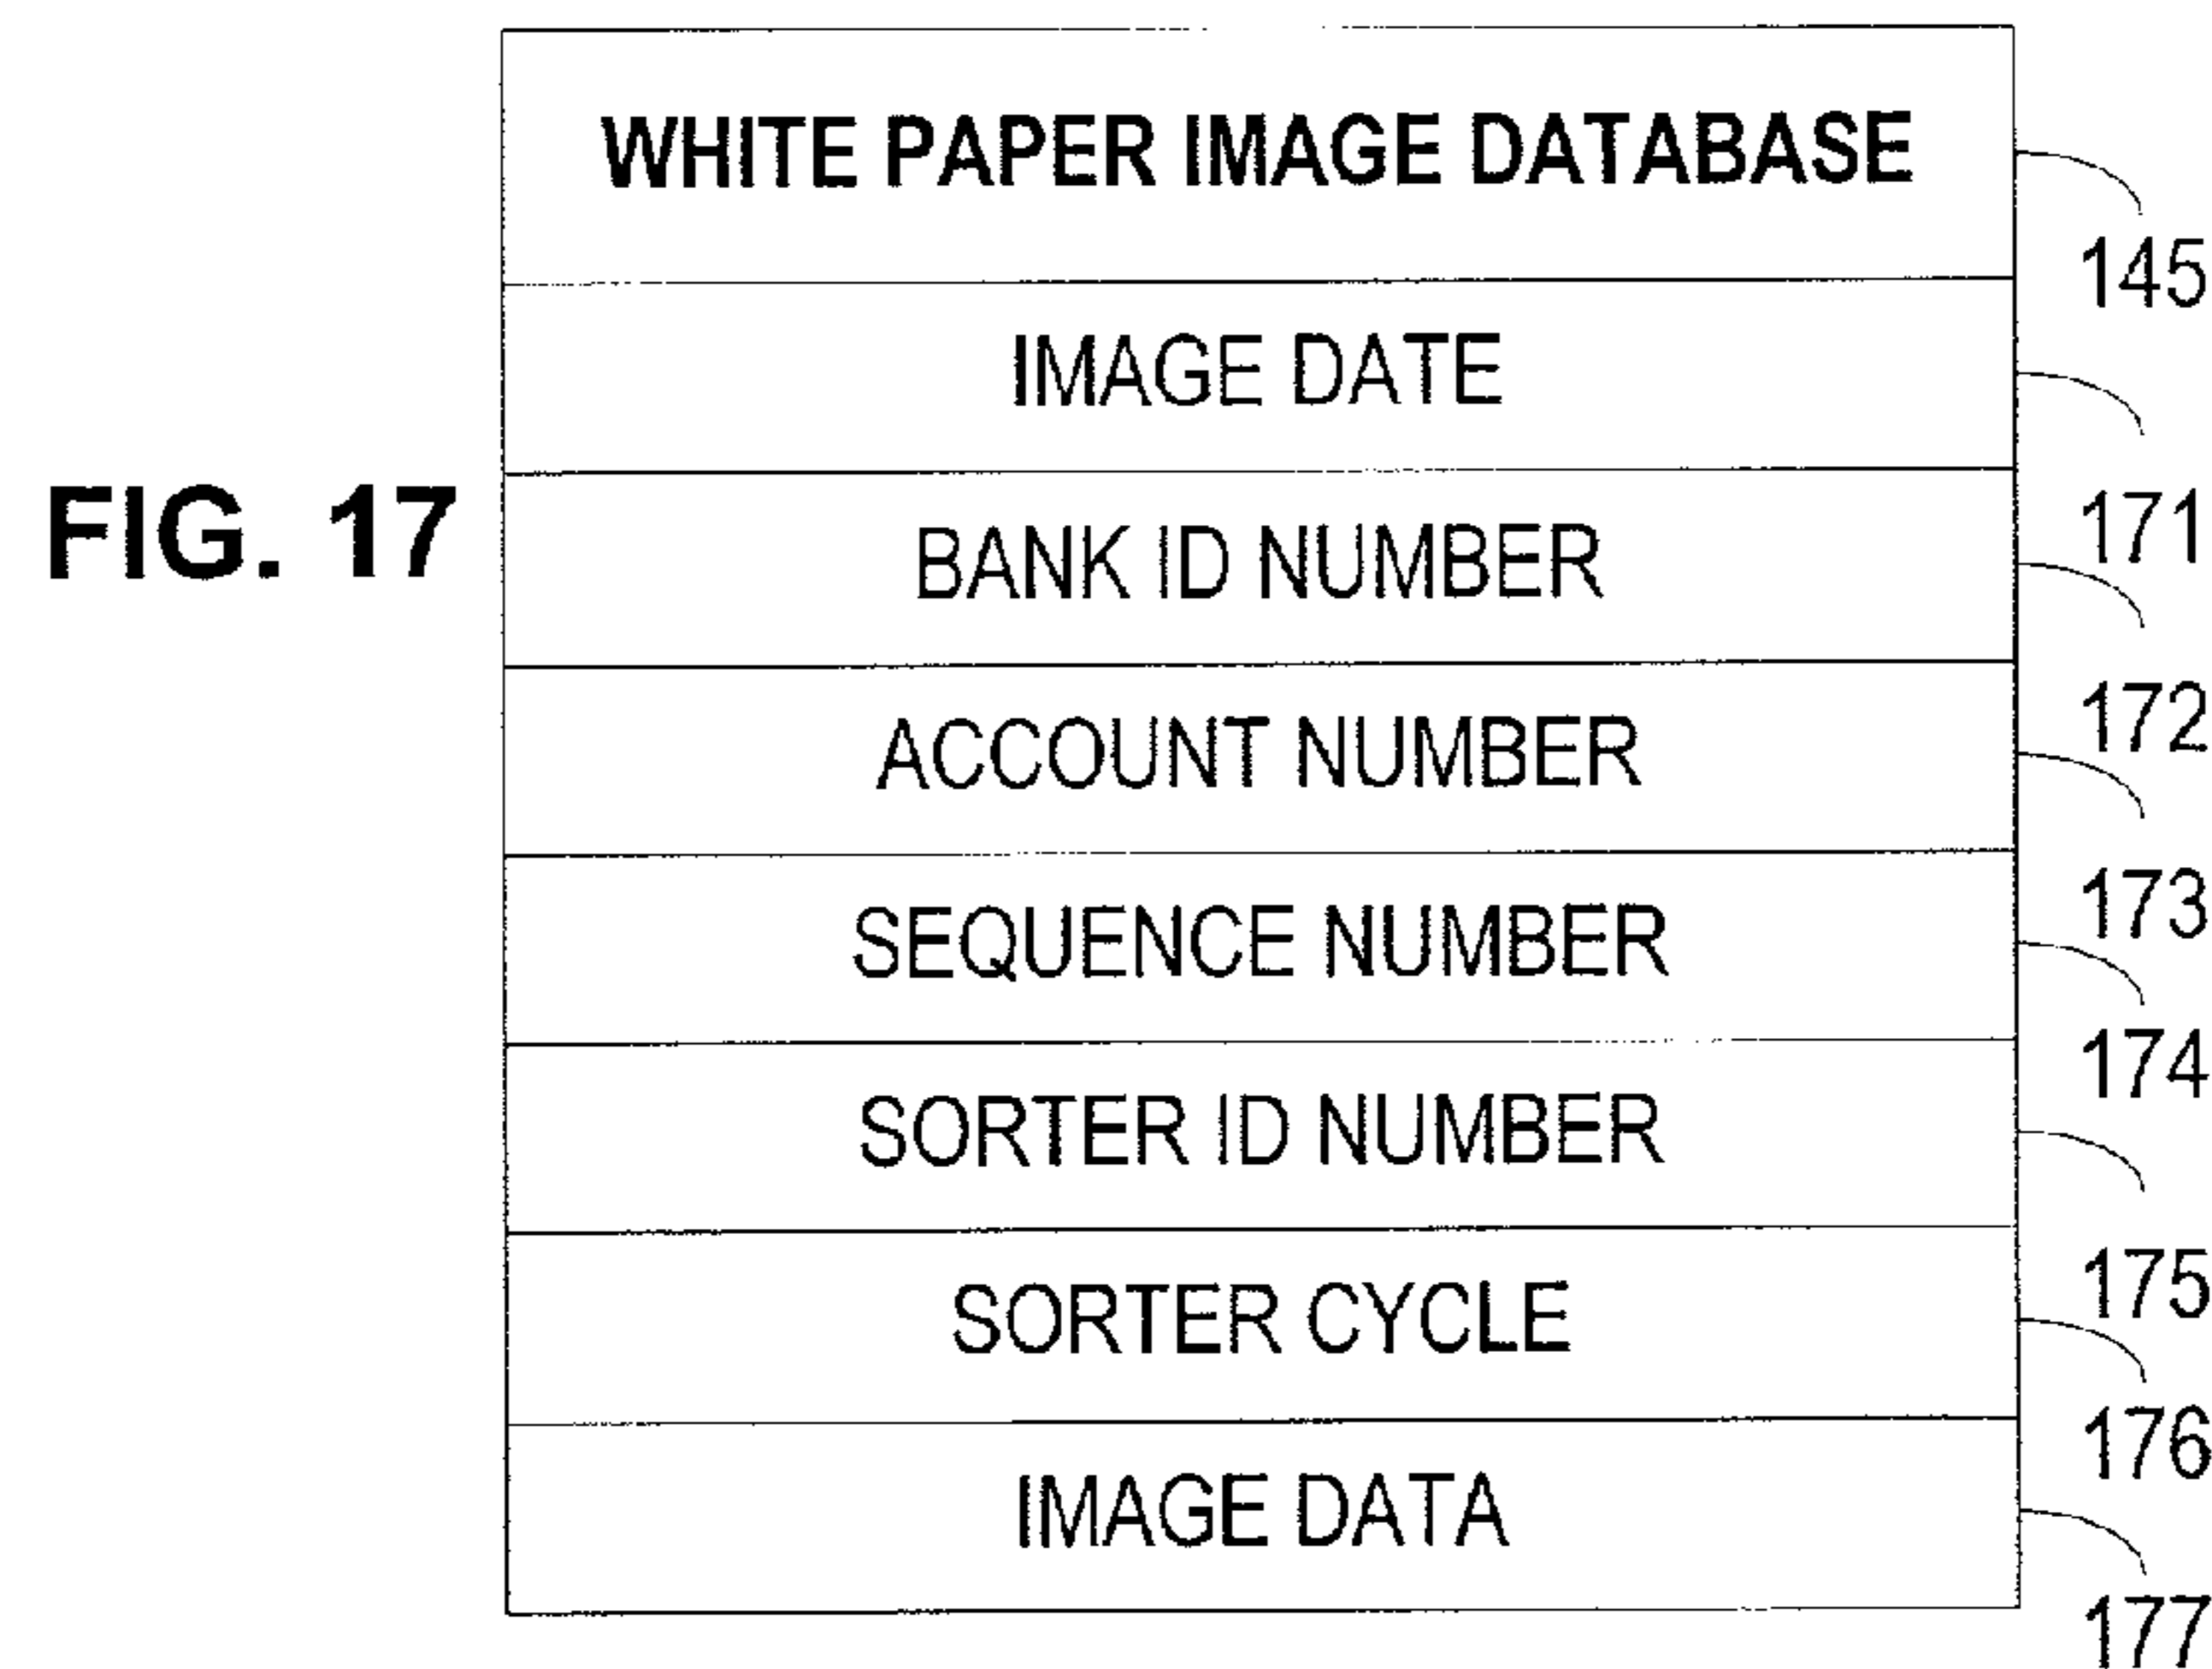 WHITE PAPER IMAGE DATABASE
145
IMAGE DATE
171
FIG. 17
BANK ID NUMBER
172
ACCOUNT NUMBER
173
SEQUENCE NUMBER
174
SORTER ID NUMBER
175
SORTER CYCLE
176
IMAGE DATA
177